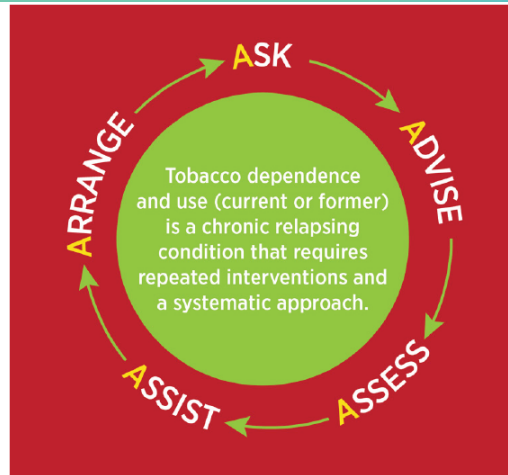 ASK
ADVISE
ASSESS
ASSIST
ARRANGE
Tobacco dependence
and use (current or former)
is a chronic relapsing
condition that requires
repeated interventions and
a systematic approach.